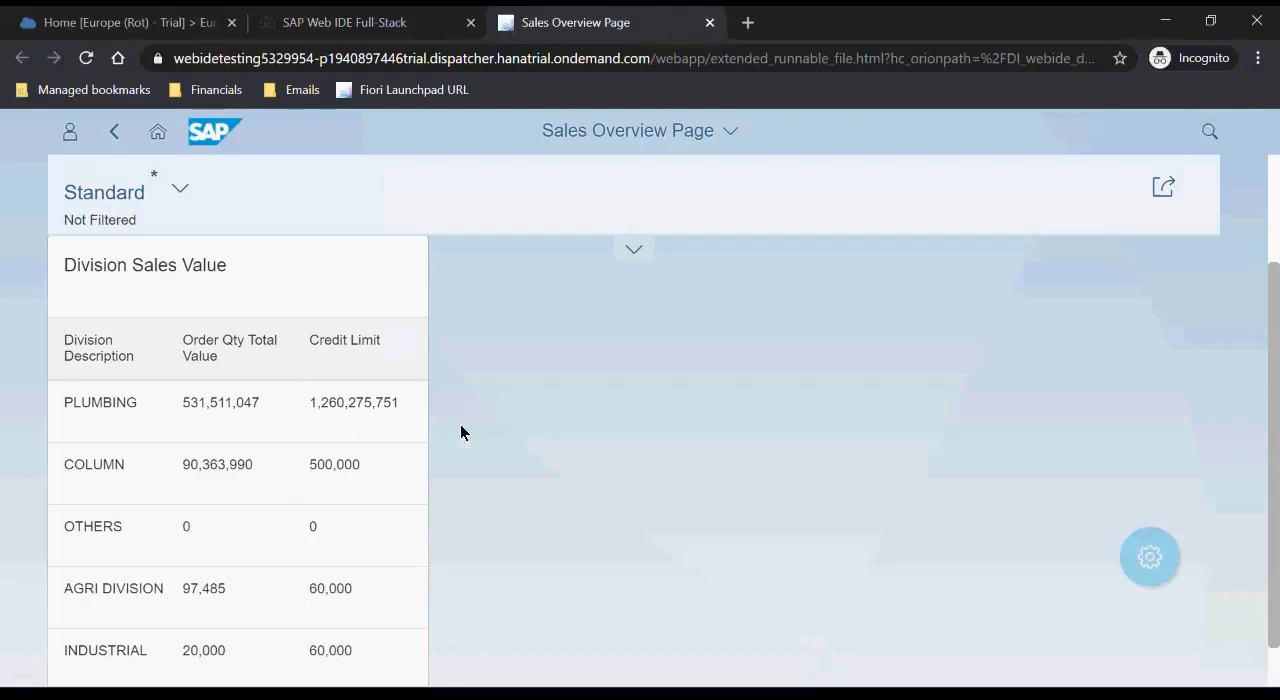 Home [Europe (Rot) - Trial] > Eur
SAP Web IDE Full-Stack
Sales Overview Page
webidetesting5329954-p1940897446trial.dispatcher.hanatrial.ondemand.com/webapp/extended_runnable_file.html?hc_orionpath=%2FDI_webide_d...
Incognito
Managed bookmarks
Financials
Emails
Fiori Launchpad URL
SAP
Sales Overview Page
Standard *
Not Filtered
Division Sales Value
Division Description
Order Qty Total Value
Credit Limit
PLUMBING 531,511,047 1,260,275,751
COLUMN 90,363,990 500,000
OTHERS 0 0
AGRI DIVISION 97,485 60,000
INDUSTRIAL 20,000 60,000